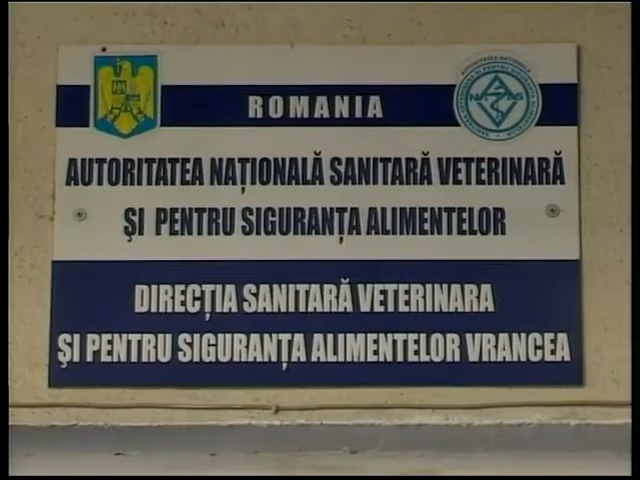 ROMANIA
AUTORITATEA NAȚIONALĂ SANITARĂ VETERINARĂ
ȘI PENTRU SIGURANȚA ALIMENTELOR
DIRECȚIA SANITARĂ VETERINARA
ȘI PENTRU SIGURANȚA ALIMENTELOR VRANCEA